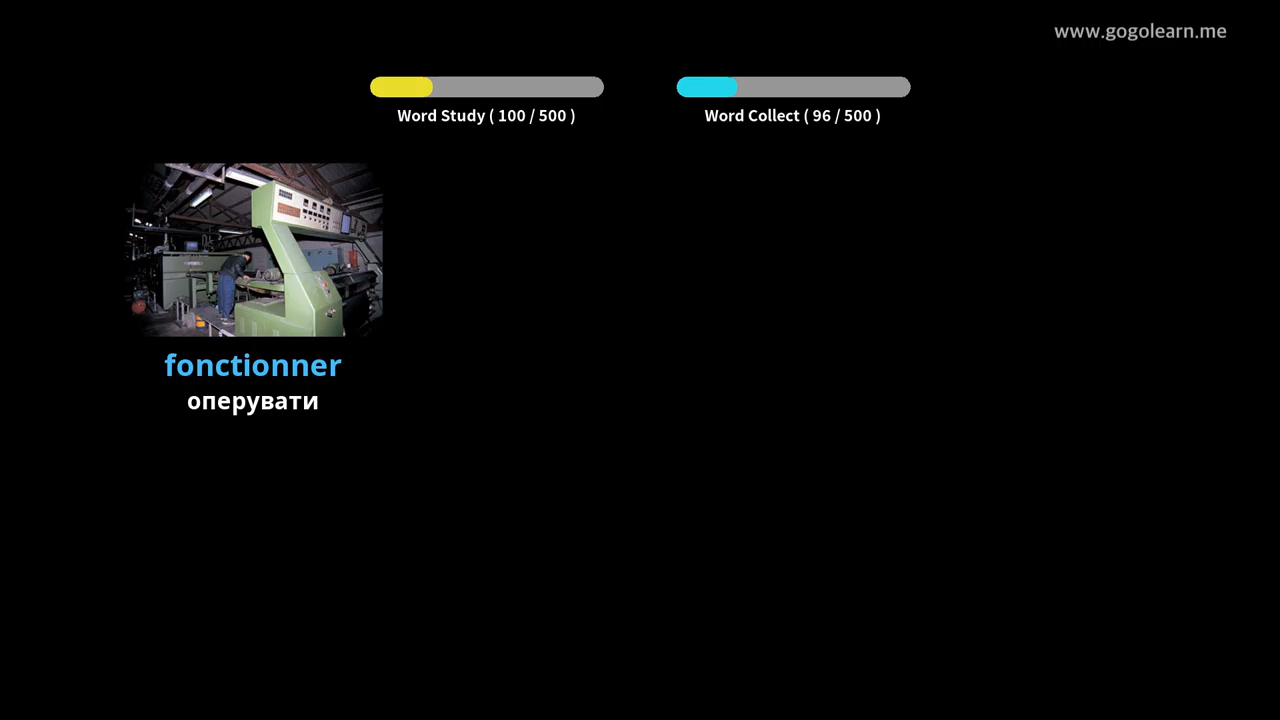 www.gogolearn.me
Word Study ( 100 / 500 )
Word Collect ( 96 / 500 )
fonctionner
оперувати